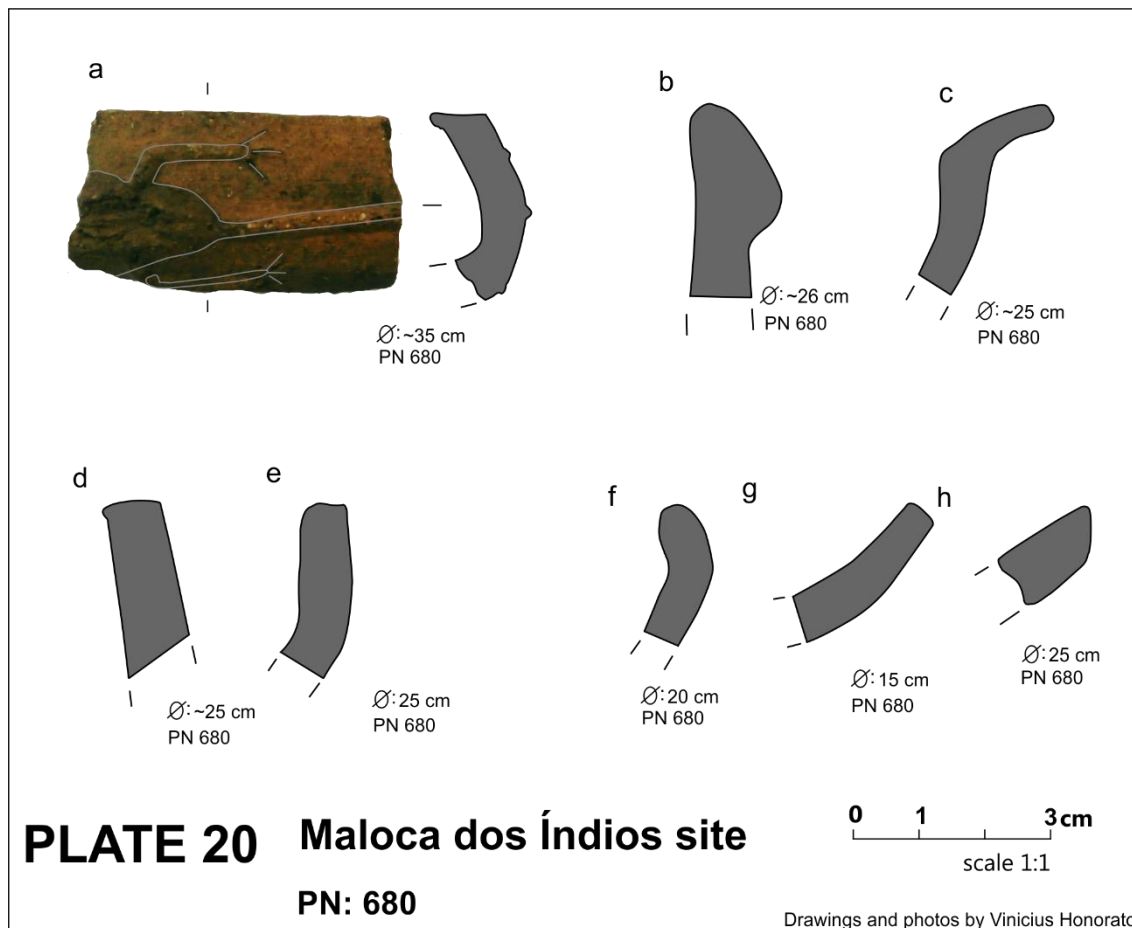 a
b
c
Ø:~35 cm
PN 680
Ø:~26 cm
PN 680
Ø:~25 cm
PN 680
d
e
f
g
h
Ø:~25 cm
PN 680
Ø:25 cm
PN 680
Ø:20 cm
PN 680
Ø:15 cm
PN 680
Ø:25 cm
PN 680
PLATE 20 Maloca dos Índios site
PN: 680
0 1 3 cm
scale 1:1
Drawings and photos by Vinicius Honorato